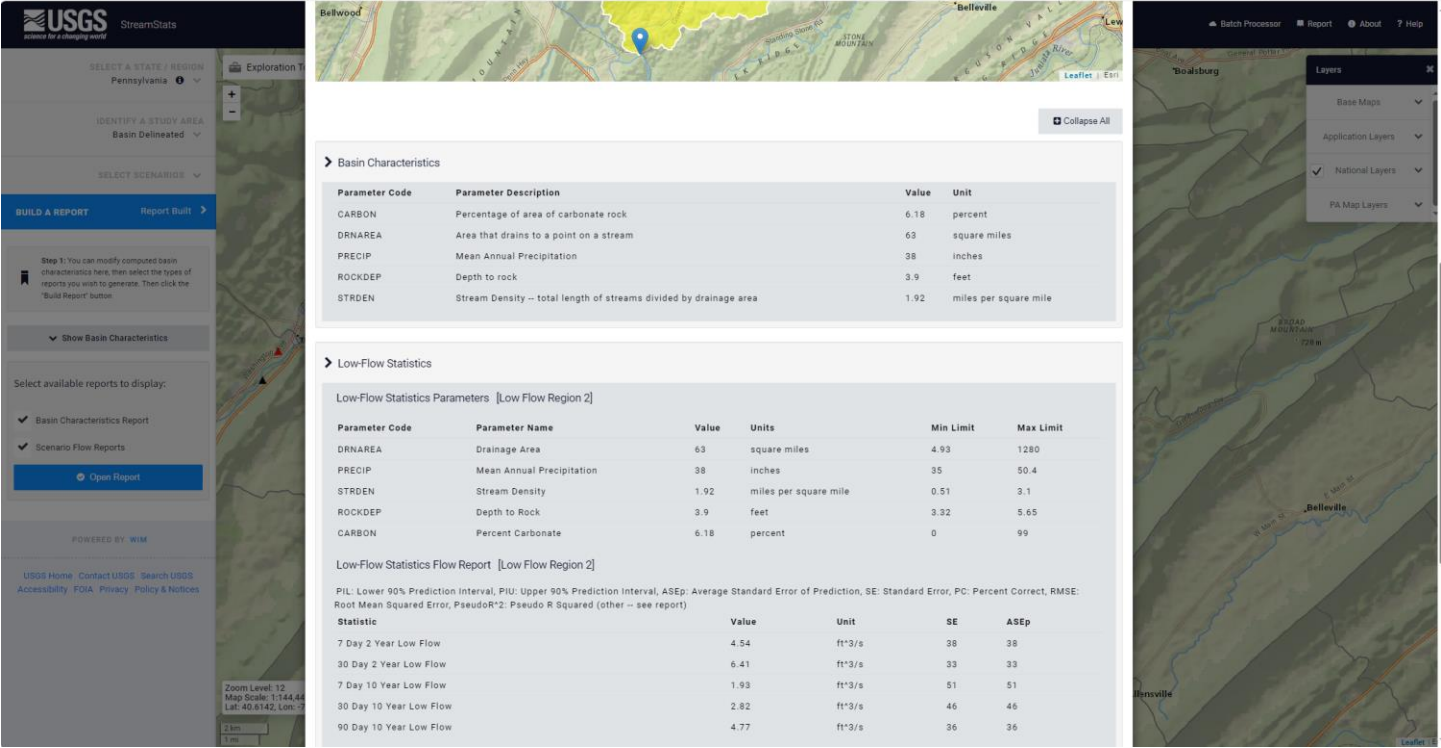 USGS
science for a changing world
StreamStats
Batch Processor Report About ? Help
SELECT A STATE / REGION
Pennsylvania
IDENTIFY A STUDY AREA
Basin Delineated
SELECT SCENARIOS
BUILD A REPORT Report Built
Step 1: You can modify computed basin
characteristics here, then select the types of
reports you wish to generate. Then click the
"Build Report" button
Show Basin Characteristics
Select available reports to display:
Basin Characteristics Report
Scenario Flow Reports
Open Report
POWERED BY WIM
USGS Home Contact USGS Search USGS
Accessibility FOIA Privacy Policy & Notices
Exploration T
+
-
Zoom Level: 12
Map Scale: 1:144,44
Lat: 40.6142, Lon: -7
2 km
1 mi
Bellwood
Belleville
Lew
Standing Stone
STONE
MOUNTAIN
Juniata River
Leaflet | Esri
Collapse All
Basin Characteristics
Parameter Code Parameter Description Value Unit
CARBON Percentage of area of carbonate rock 6.18 percent
DRNAREA Area that drains to a point on a stream 63 square miles
PRECIP Mean Annual Precipitation 38 inches
ROCKDEP Depth to rock 3.9 feet
STRDEN Stream Density -- total length of streams divided by drainage area 1.92 miles per square mile
Low-Flow Statistics
Low-Flow Statistics Parameters [Low Flow Region 2]
Parameter Code Parameter Name Value Units Min Limit Max Limit
DRNAREA Drainage Area 63 square miles 4.93 1280
PRECIP Mean Annual Precipitation 38 inches 35 50.4
STRDEN Stream Density 1.92 miles per square mile 0.51 3.1
ROCKDEP Depth to Rock 3.9 feet 3.32 5.65
CARBON Percent Carbonate 6.18 percent 0 99
Low-Flow Statistics Flow Report [Low Flow Region 2]
PIL: Lower 90% Prediction Interval, PIU: Upper 90% Prediction Interval, ASEp: Average Standard Error of Prediction, SE: Standard Error, PC: Percent Correct, RMSE:
Root Mean Squared Error, PseudoR^2: Pseudo R Squared (other -- see report)
Statistic Value Unit SE ASEp
7 Day 2 Year Low Flow 4.54 ft^3/s 38 38
30 Day 2 Year Low Flow 6.41 ft^3/s 33 33
7 Day 10 Year Low Flow 1.93 ft^3/s 51 51
30 Day 10 Year Low Flow 2.82 ft^3/s 46 46
90 Day 10 Year Low Flow 4.77 ft^3/s 36 36
Boalsburg
Layers
Base Maps
Application Layers
National Layers
PA Map Layers
BROAD
MOUNTAIN
728 m
E Main St
W Main St
Belleville
llensville
Leaflet